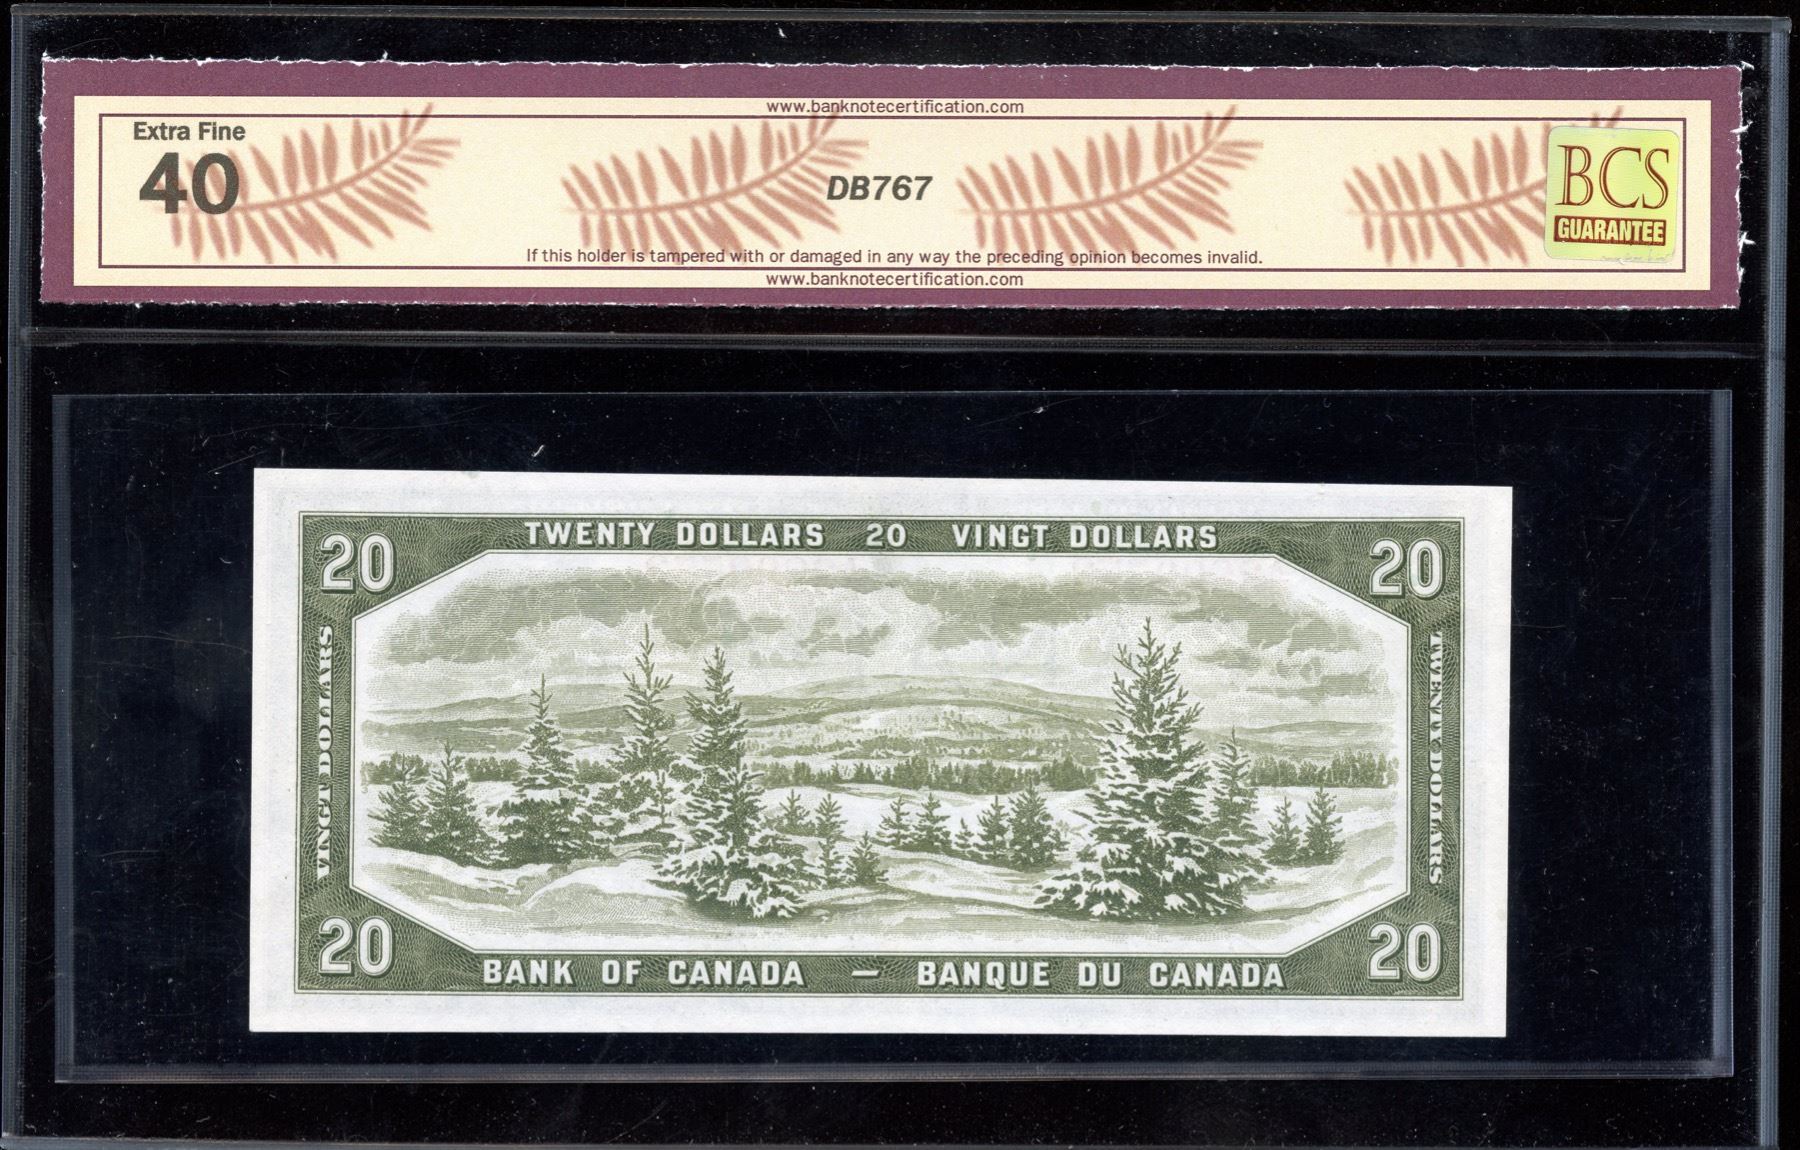 www.banknotecertification.com
Extra Fine
40
DB767
BCS
GUARANTEE
If this holder is tampered with or damaged in any way the preceding opinion becomes invalid.
www.banknotecertification.com
TWENTY DOLLARS 20 VINGT DOLLARS
20
20
VINGT DOLLARS
TWENTY DOLLARS
20
20
BANK OF CANADA — BANQUE DU CANADA